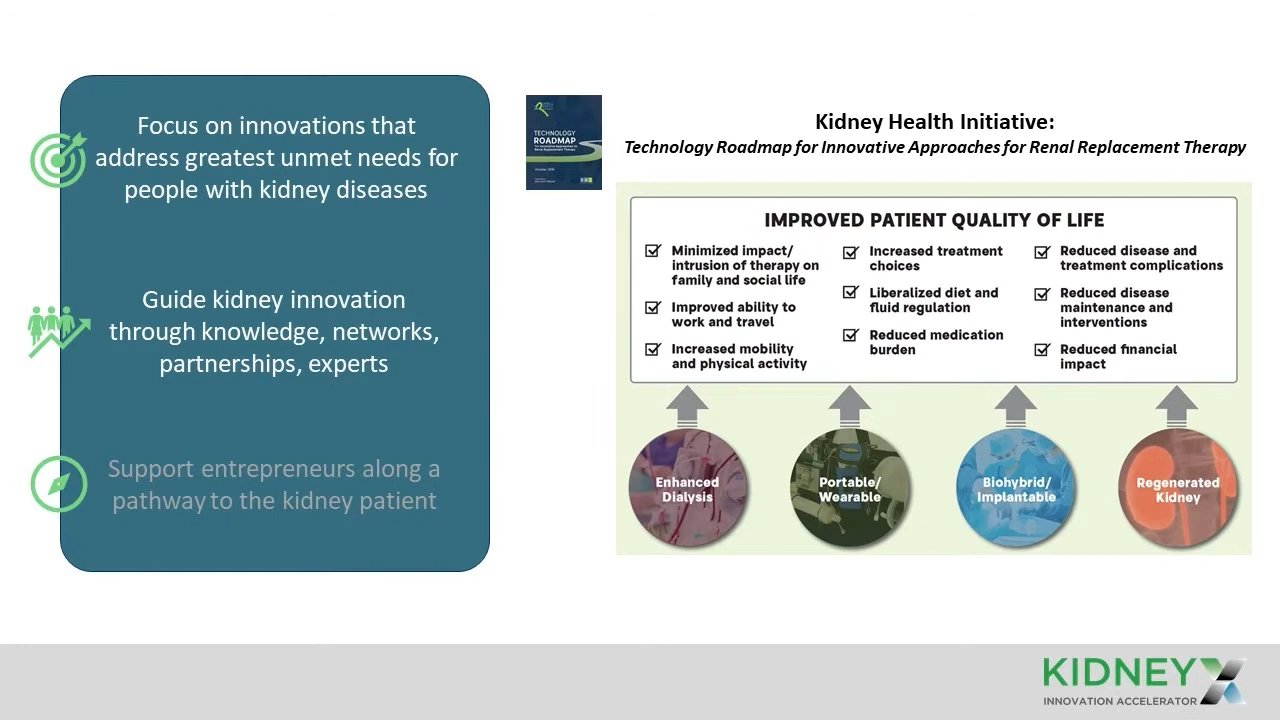 Focus on innovations that
address greatest unmet needs for
people with kidney diseases
Guide kidney innovation
through knowledge, networks,
partnerships, experts
Support entrepreneurs along a
pathway to the kidney patient
TECHNOLOGY
ROADMAP
Kidney Health Initiative:
Technology Roadmap for Innovative Approaches for Renal Replacement Therapy
IMPROVED PATIENT QUALITY OF LIFE
Minimized impact/
intrusion of therapy on
family and social life
Improved ability to
work and travel
Increased mobility
and physical activity
Increased treatment
choices
Liberalized diet and
fluid regulation
Reduced medication
burden
Reduced disease and
treatment complications
Reduced disease
maintenance and
interventions
Reduced financial
impact
Enhanced
Dialysis
Portable/
Wearable
Biohybrid/
Implantable
Regenerated
Kidney
KIDNEYX
INNOVATION ACCELERATOR